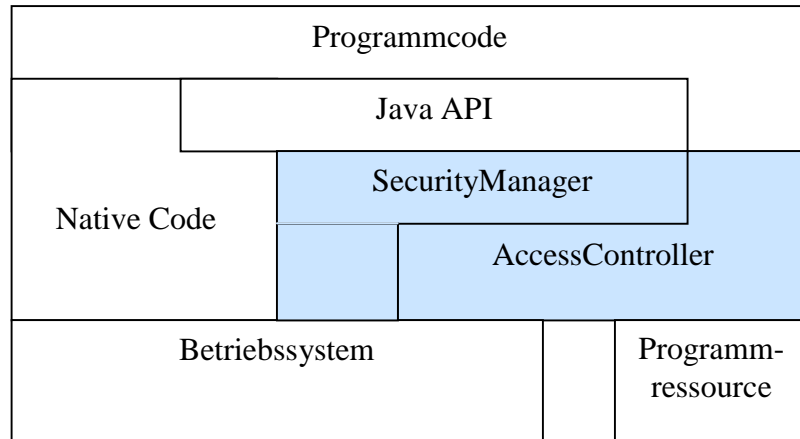 Programmcode
Java API
SecurityManager
Native Code
AccessController
Betriebssystem
Programm-
ressource